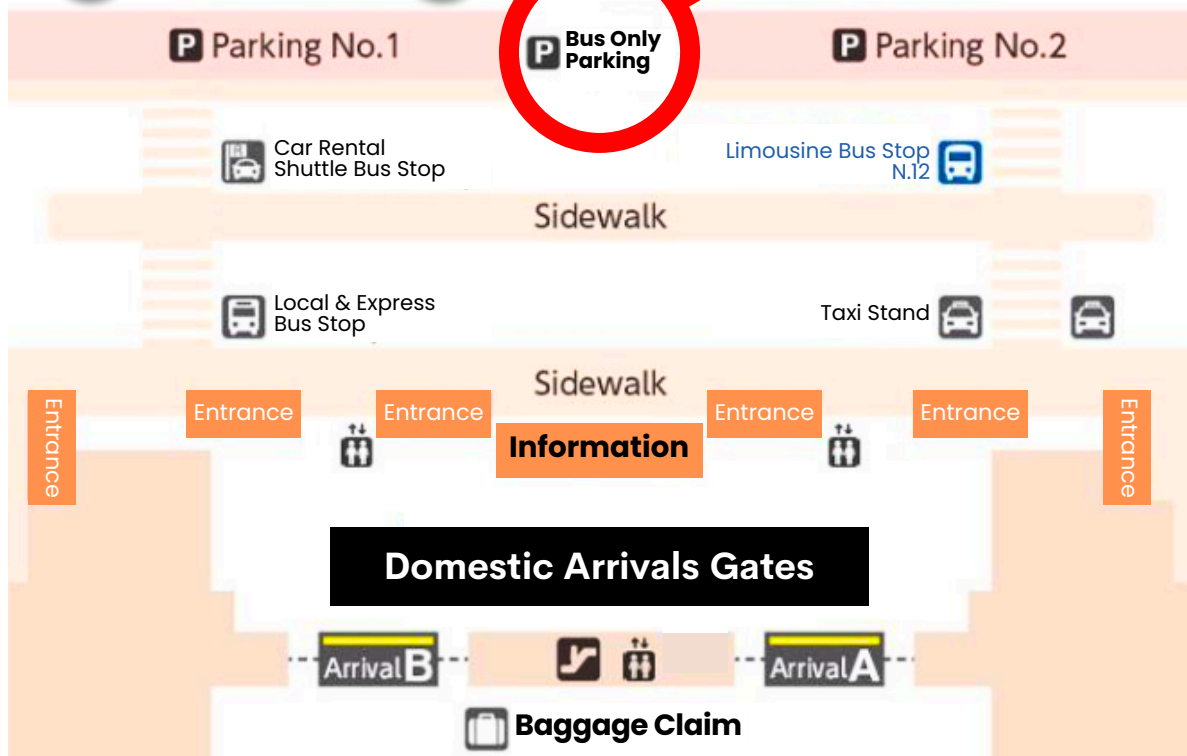 P Parking No.1
P Bus Only
Parking
P Parking No.2
Car Rental
Shuttle Bus Stop
Limousine Bus Stop
N.12
Sidewalk
Local & Express
Bus Stop
Taxi Stand
Sidewalk
Entrance
Entrance
Entrance
Entrance
Entrance
Entrance
Information
Domestic Arrivals Gates
Arrival B
Arrival A
Baggage Claim